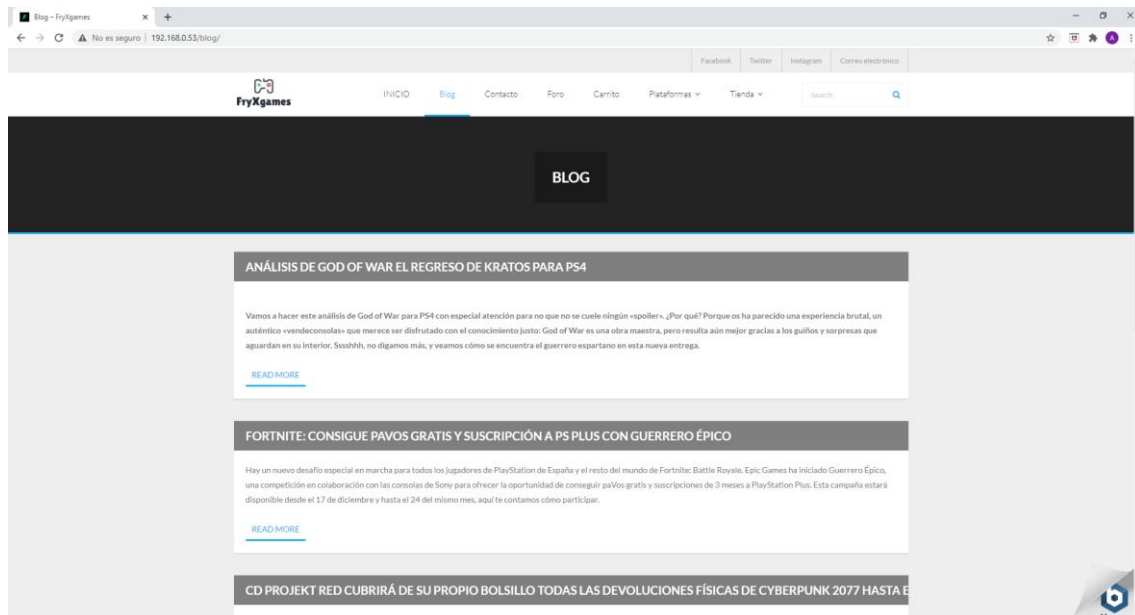 Blog – FryXgames
No es seguro | 192.168.0.53/blog/
A
Facebook Twitter Instagram Correo electrónico
FryXgames
INICIO Blog Contacto Foro Carrito Plataformas Tienda Search
BLOG
ANÁLISIS DE GOD OF WAR EL REGRESO DE KRATOS PARA PS4
Vamos a hacer este análisis de God of War para PS4 con especial atención para no que no se cuele ningún «spoiler». ¿Por qué? Porque os ha parecido una experiencia brutal, un
auténtico «vendeconsolas» que merece ser disfrutado con el conocimiento justo: God of War es una obra maestra, pero resulta aún mejor gracias a los guiños y sorpresas que
aguardan en su interior. Sssshhh, no digamos más, y veamos cómo se encuentra el guerrero espartano en esta nueva entrega.
READ MORE
FORTNITE: CONSIGUE PAVOS GRATIS Y SUSCRIPCIÓN A PS PLUS CON GUERRERO ÉPICO
Hay un nuevo desafío especial en marcha para todos los jugadores de PlayStation de España y el resto del mundo de Fortnite: Battle Royale. Epic Games ha iniciado Guerrero Épico,
una competición en colaboración con las consolas de Sony para ofrecer la oportunidad de conseguir paVos gratis y suscripciones de 3 meses a PlayStation Plus. Esta campaña estará
disponible desde el 17 de diciembre y hasta el 24 del mismo mes, aquí te contamos cómo participar.
READ MORE
CD PROJEKT RED CUBRIRÁ DE SU PROPIO BOLSILLO TODAS LAS DEVOLUCIONES FÍSICAS DE CYBERPUNK 2077 HASTA E